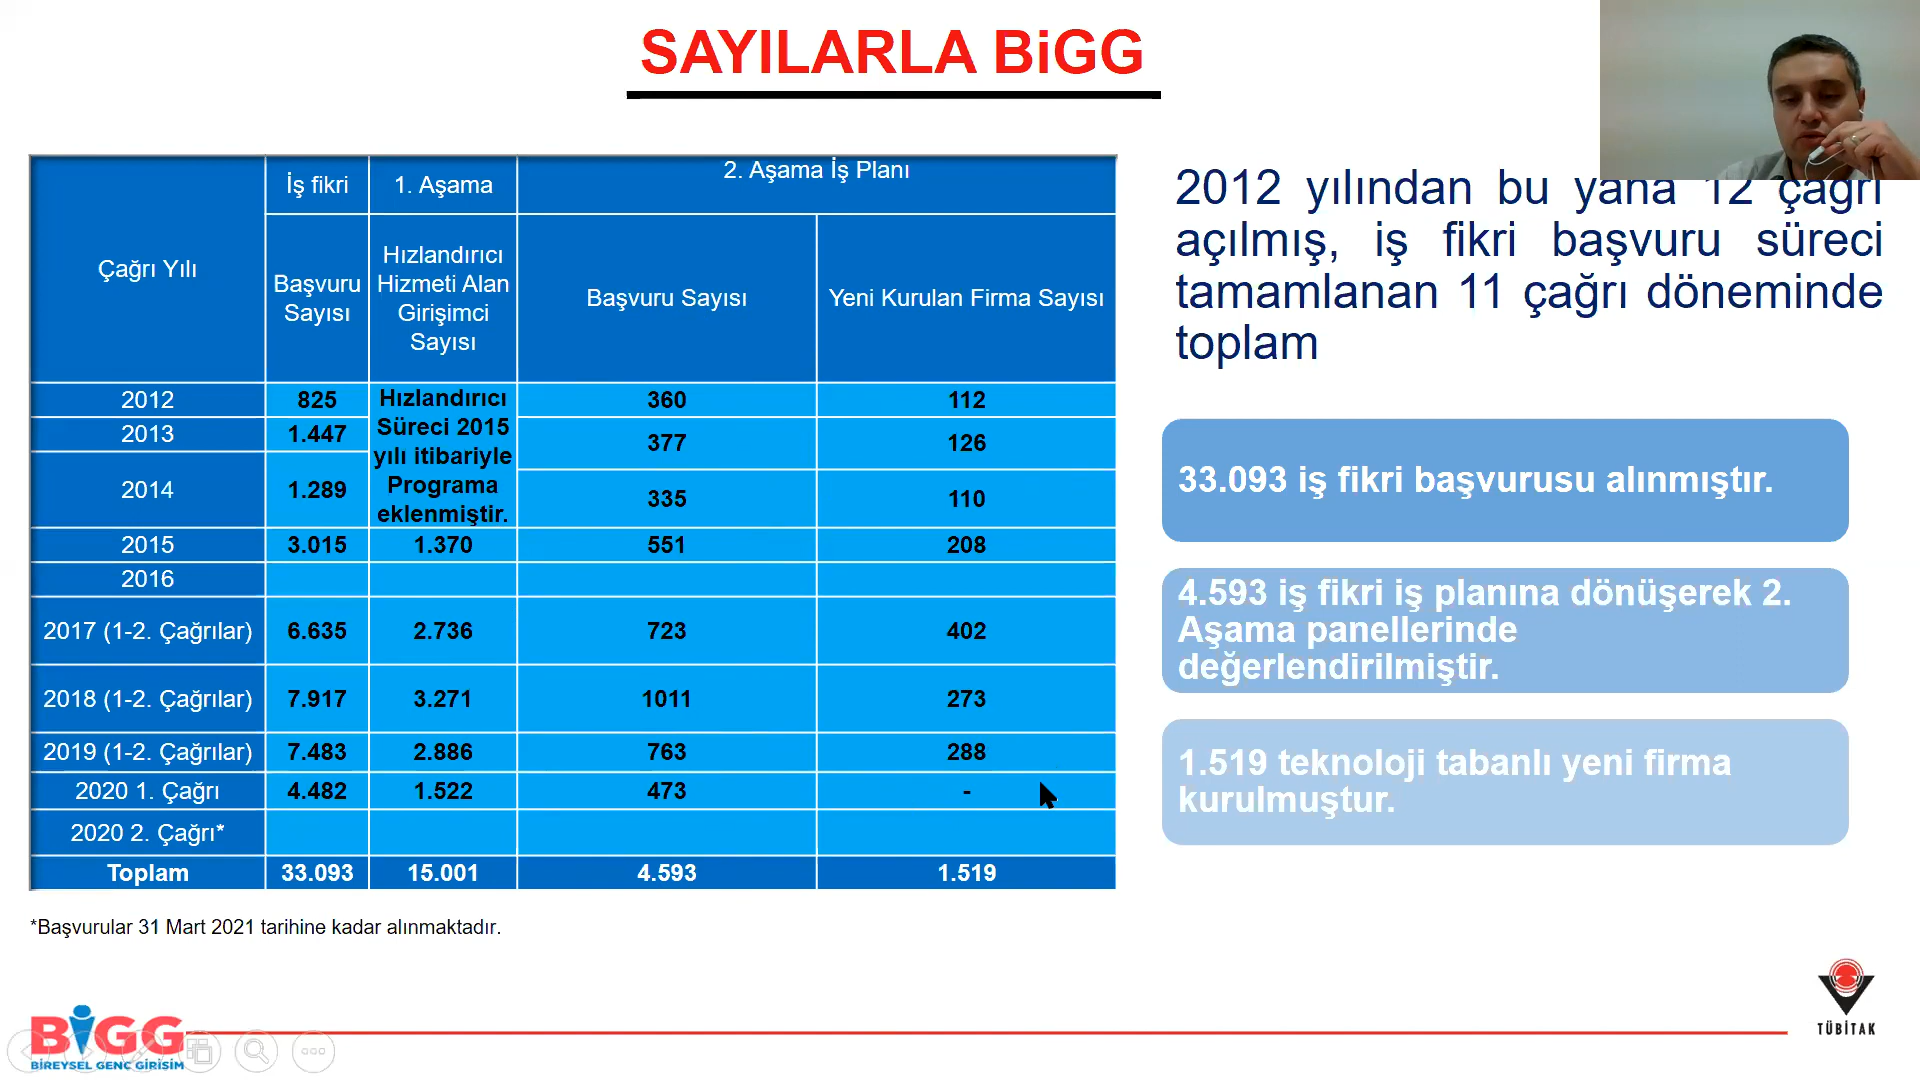 SAYILARLA BiGG
Çağrı Yılı
İş fikri
1. Aşama
2. Aşama İş Planı
Başvuru
Sayısı
Hızlandırıcı
Hizmeti Alan
Girişimci
Sayısı
Başvuru Sayısı
Yeni Kurulan Firma Sayısı
2012 825 360 112
2013 1.447 377 126
2014 1.289 335 110
Hızlandırıcı
Süreci 2015
yılı itibariyle
Programa
eklenmiştir.
2015 3.015 1.370 551 208
2016
2017 (1-2. Çağrılar) 6.635 2.736 723 402
2018 (1-2. Çağrılar) 7.917 3.271 1011 273
2019 (1-2. Çağrılar) 7.483 2.886 763 288
2020 1. Çağrı 4.482 1.522 473 -
2020 2. Çağrı*
Toplam 33.093 15.001 4.593 1.519
*Başvurular 31 Mart 2021 tarihine kadar alınmaktadır.
2012 yılından bu yana 12 çağrı
açılmış, iş fikri başvuru süreci
tamamlanan 11 çağrı döneminde
toplam
33.093 iş fikri başvurusu alınmıştır.
4.593 iş fikri iş planına dönüşerek 2.
Aşama panellerinde
değerlendirilmiştir.
1.519 teknoloji tabanlı yeni firma
kurulmuştur.
BiGG
BİREYSEL GENÇ GİRİŞİM
TÜBİTAK